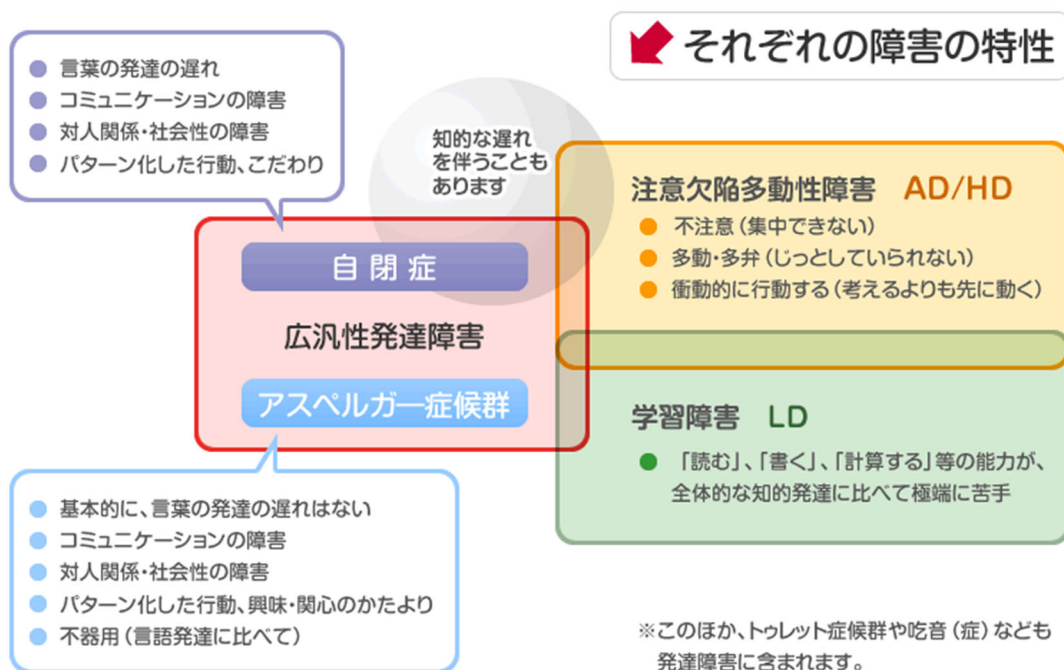 それぞれの障害の特性
● 言葉の発達の遅れ
● コミュニケーションの障害
● 対人関係・社会性の障害
● パターン化した行動、こだわり
知的な遅れ
を伴うことも
あります
自閉症
広汎性発達障害
アスペルガー症候群
● 基本的に、言葉の発達の遅れはない
● コミュニケーションの障害
● 対人関係・社会性の障害
● パターン化した行動、興味・関心のかたより
● 不器用(言語発達に比べて)
注意欠陥多動性障害 AD/HD
● 不注意(集中できない)
● 多動・多弁(じっとしていられない)
● 衝動的に行動する(考えるよりも先に動く)
学習障害 LD
● 「読む」、「書く」、「計算する」等の能力が、
全体的な知的発達に比べて極端に苦手
※このほか、トゥレット症候群や吃音(症)なども
発達障害に含まれます。